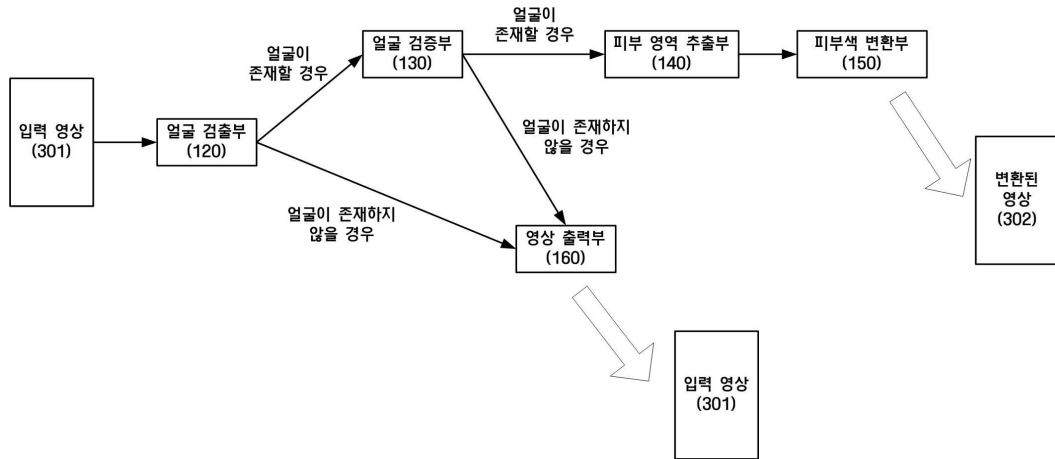 얼굴이
존재할 경우
얼굴 검증부
(130)
얼굴이
존재할 경우
피부 영역 추출부
(140)
피부색 변환부
(150)
입력 영상
(301)
얼굴 검출부
(120)
얼굴이 존재하지
않을 경우
얼굴이 존재하지
않을 경우
영상 출력부
(160)
변환된
영상
(302)
입력 영상
(301)